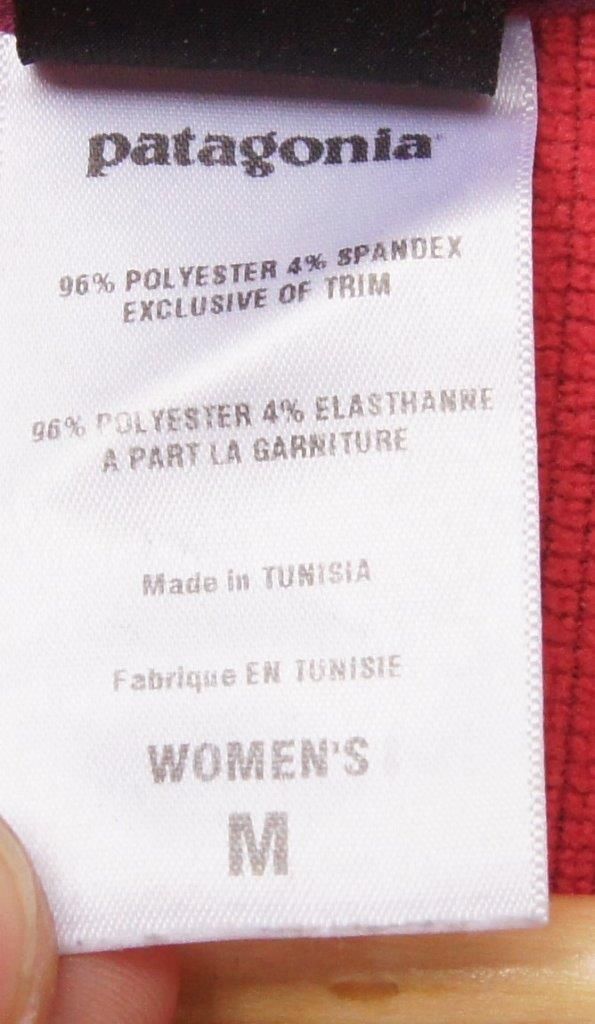 patagonia
96% POLYESTER 4% SPANDEX
EXCLUSIVE OF TRIM
96% POLYESTER 4% ELASTHANNE
A PART LA GARNITURE
Made in TUNISIA
Fabrique EN TUNISIE
WOMEN'S
M